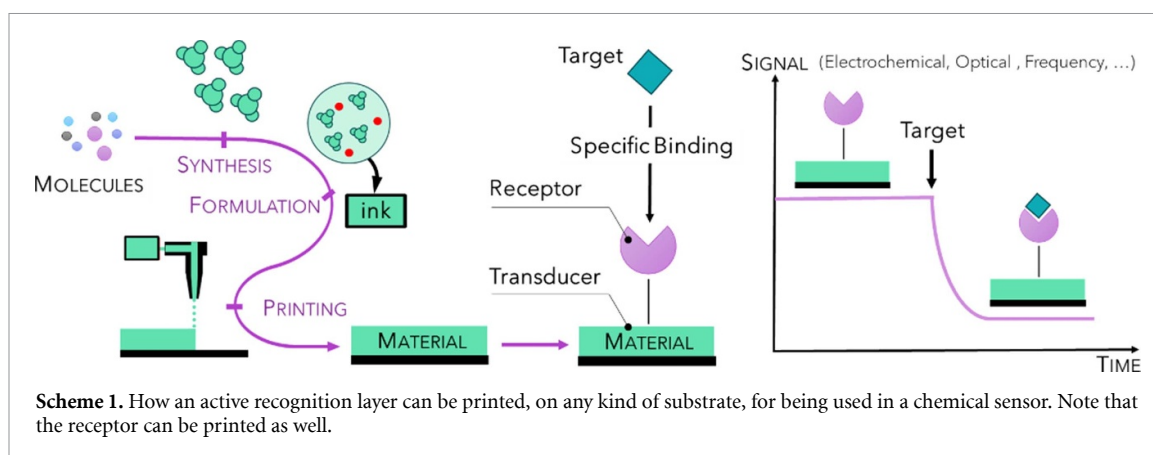 MOLECULES
SYNTHESIS
FORMULATION
ink
PRINTING
MATERIAL
Target
Specific Binding
Receptor
Transducer
MATERIAL
SIGNAL (Electrochemical, Optical , Frequency, ...)
Target
TIME
Scheme 1. How an active recognition layer can be printed, on any kind of substrate, for being used in a chemical sensor. Note that
the receptor can be printed as well.